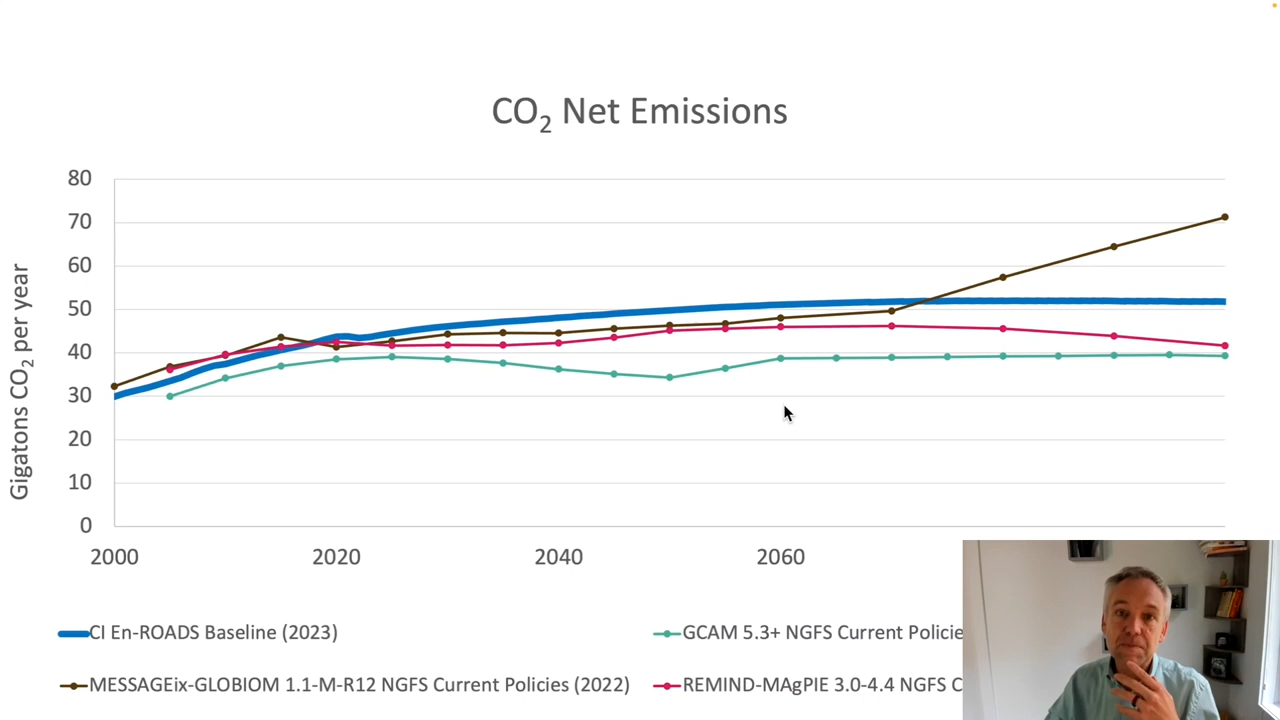 CO₂ Net Emissions
Gigatons CO₂ per year
80
70
60
50
40
30
20
10
0
2000
2020
2040
2060
CI En-ROADS Baseline (2023)
GCAM 5.3+ NGFS Current Policie
MESSAGEix-GLOBIOM 1.1-M-R12 NGFS Current Policies (2022)
REMIND-MAgPIE 3.0-4.4 NGFS C